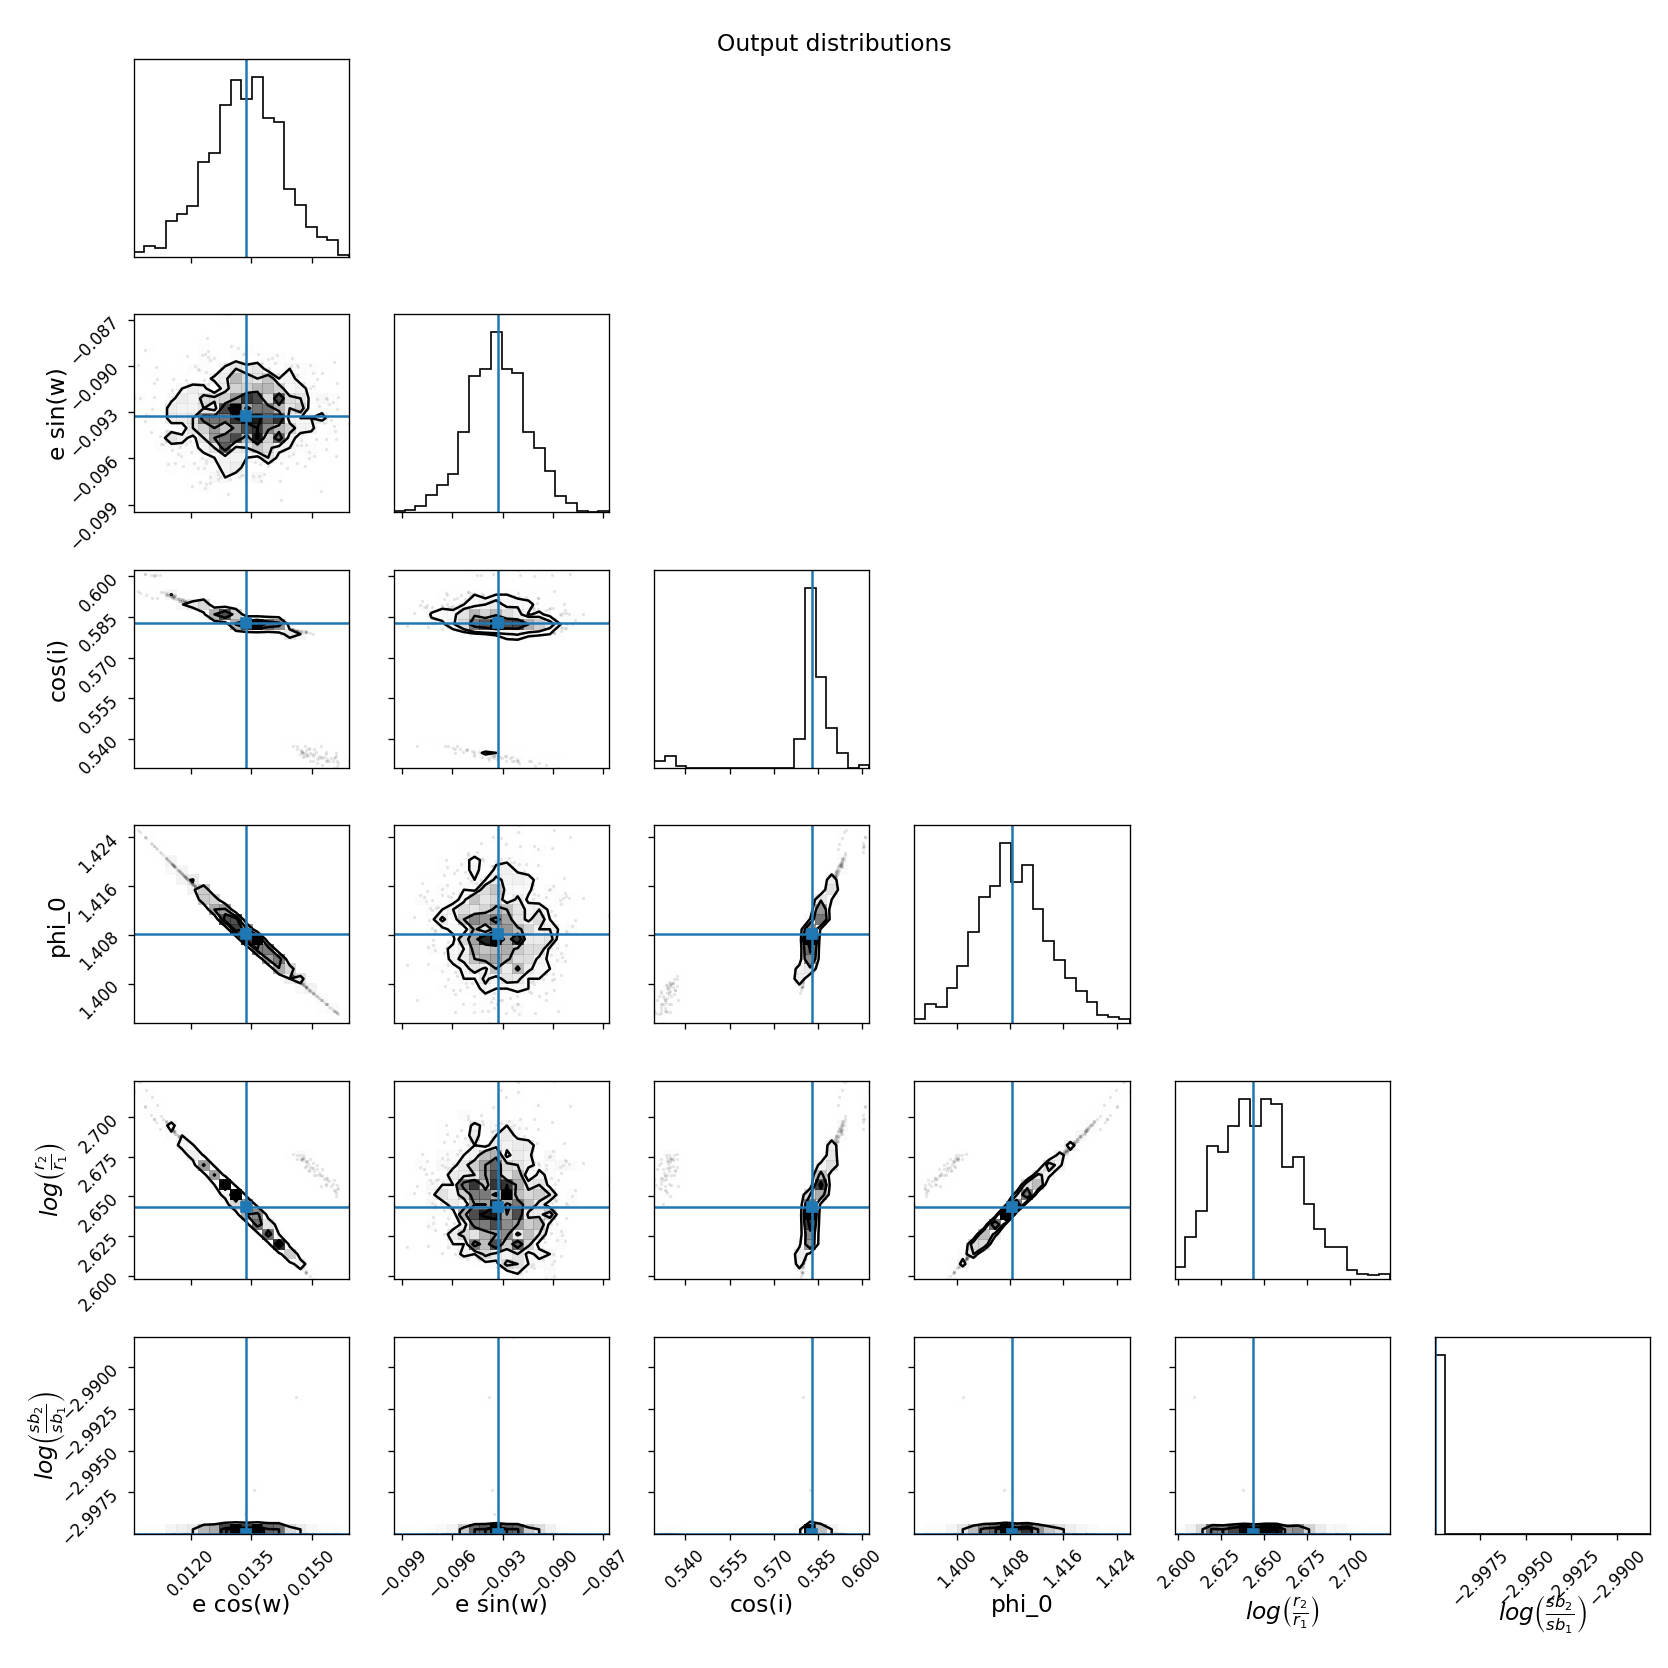 Output distributions
e sin(w)
−0.087
−0.090
−0.093
−0.096
−0.099
cos(i)
0.600
0.585
0.570
0.555
0.540
phi_0
1.424
1.416
1.408
1.400
log(r₂/r₁)
2.700
2.675
2.650
2.625
2.600
log(sb₂/sb₁)
−2.9900
−2.9925
−2.9950
−2.9975
0.0120 0.0135 0.0150
e cos(w)
−0.099 −0.096 −0.093 −0.090 −0.087
e sin(w)
0.540 0.555 0.570 0.585 0.600
cos(i)
1.400 1.408 1.416 1.424
phi_0
2.600 2.625 2.650 2.675 2.700
log(r₂/r₁)
−2.9975 −2.9950 −2.9925 −2.9900
log(sb₂/sb₁)